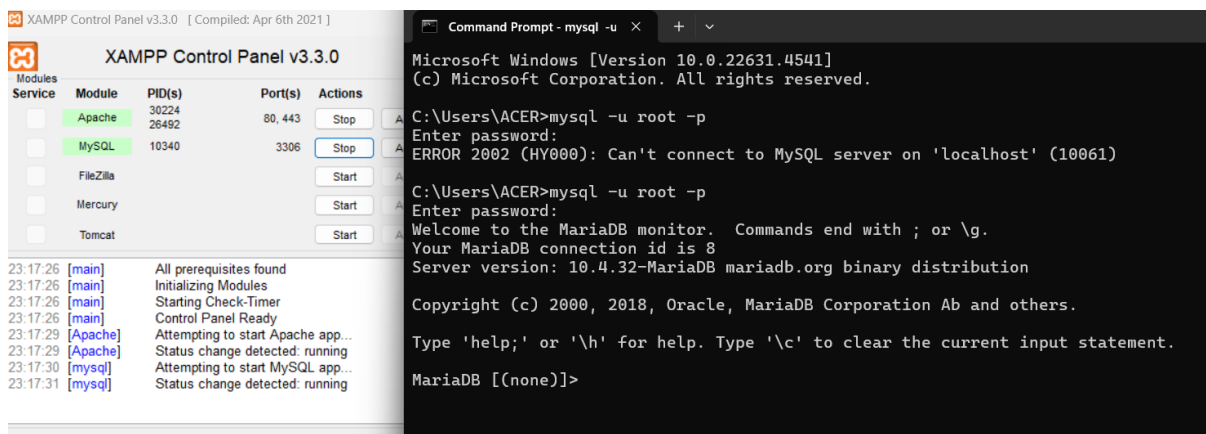 XAMPP Control Panel v3.3.0 [ Compiled: Apr 6th 2021 ]
XAMPP Control Panel v3.3.0
Modules
Service Module PID(s) Port(s) Actions
Apache 30224 26492 80, 443 Stop A
MySQL 10340 3306 Stop A
FileZilla Start A
Mercury Start A
Tomcat Start A
23:17:26 [main] All prerequisites found
23:17:26 [main] Initializing Modules
23:17:26 [main] Starting Check-Timer
23:17:26 [main] Control Panel Ready
23:17:29 [Apache] Attempting to start Apache app...
23:17:29 [Apache] Status change detected: running
23:17:30 [mysql] Attempting to start MySQL app...
23:17:31 [mysql] Status change detected: running
Command Prompt - mysql -u
Microsoft Windows [Version 10.0.22631.4541]
(c) Microsoft Corporation. All rights reserved.
C:\Users\ACER>mysql -u root -p
Enter password:
ERROR 2002 (HY000): Can't connect to MySQL server on 'localhost' (10061)
C:\Users\ACER>mysql -u root -p
Enter password:
Welcome to the MariaDB monitor.  Commands end with ; or \g.
Your MariaDB connection id is 8
Server version: 10.4.32-MariaDB mariadb.org binary distribution
Copyright (c) 2000, 2018, Oracle, MariaDB Corporation Ab and others.
Type 'help;' or '\h' for help. Type '\c' to clear the current input statement.
MariaDB [(none)]>